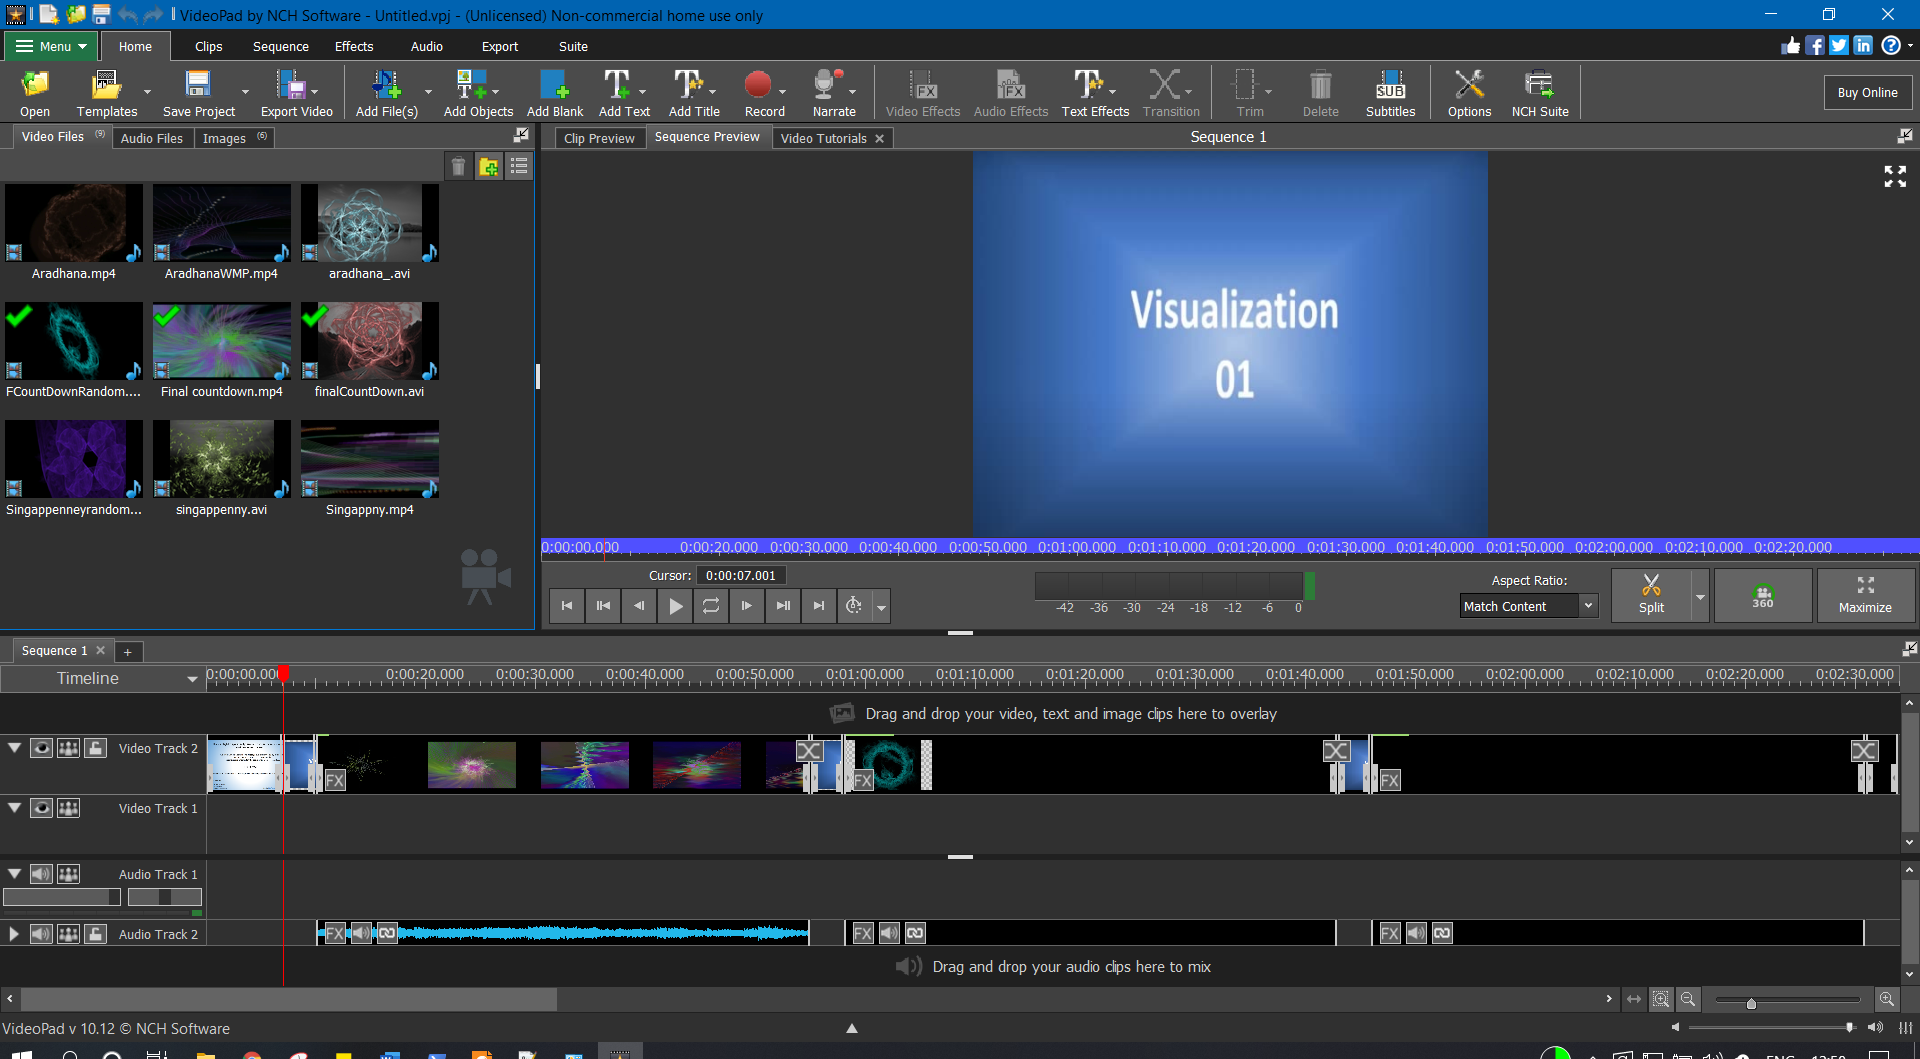 VideoPad by NCH Software - Untitled.vpj - (Unlicensed) Non-commercial home use only
Menu Home Clips Sequence Effects Audio Export Suite
Open Templates Save Project Export Video Add File(s) Add Objects Add Blank Add Text Add Title Record Narrate Video Effects Audio Effects Text Effects Transition Trim Delete Subtitles Options NCH Suite Buy Online
Video Files (9) Audio Files Images (6)
Clip Preview Sequence Preview Video Tutorials Sequence 1
Aradhana.mp4 AradhanaWMP.mp4 aradhana_.avi
FCountDownRandom.... Final countdown.mp4 finalCountDown.avi
Singappenneyrandom... singappenny.avi Singappny.mp4
Visualization
01
0:00:00.000 0:00:20.000 0:00:30.000 0:00:40.000 0:00:50.000 0:01:00.000 0:01:10.000 0:01:20.000 0:01:30.000 0:01:40.000 0:01:50.000 0:02:00.000 0:02:10.000 0:02:20.000
Cursor: 0:00:07.001
-42 -36 -30 -24 -18 -12 -6 0
Aspect Ratio:
Match Content
Split 360 Maximize
Sequence 1
Timeline
0:00:00.000 0:00:20.000 0:00:30.000 0:00:40.000 0:00:50.000 0:01:00.000 0:01:10.000 0:01:20.000 0:01:30.000 0:01:40.000 0:01:50.000 0:02:00.000 0:02:10.000 0:02:20.000 0:02:30.000
Drag and drop your video, text and image clips here to overlay
Video Track 2
FX FX FX
Video Track 1
Audio Track 1
Audio Track 2
FX FX FX
Drag and drop your audio clips here to mix
VideoPad v 10.12 © NCH Software